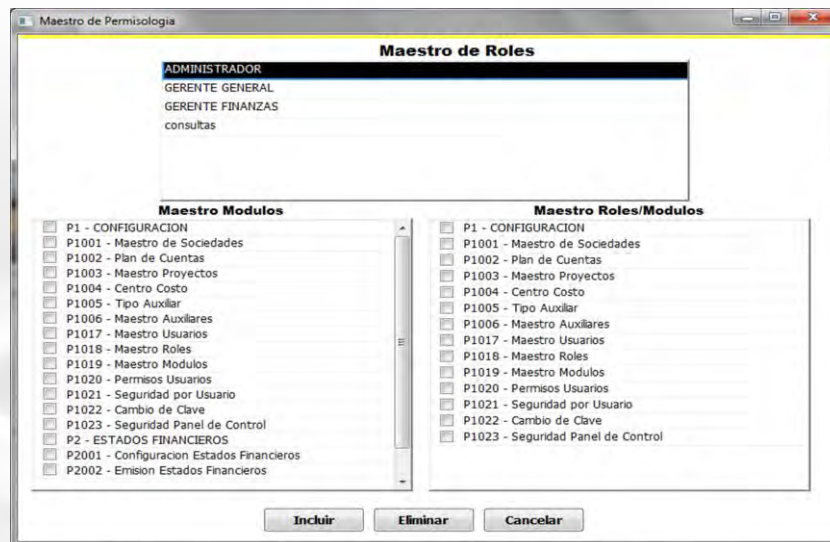 Maestro de Permisologia
Maestro de Roles
ADMINISTRADOR
GERENTE GENERAL
GERENTE FINANZAS
consultas
Maestro Modulos
P1 - CONFIGURACION
P1001 - Maestro de Sociedades
P1002 - Plan de Cuentas
P1003 - Maestro Proyectos
P1004 - Centro Costo
P1005 - Tipo Auxiliar
P1006 - Maestro Auxiliares
P1017 - Maestro Usuarios
P1018 - Maestro Roles
P1019 - Maestro Modulos
P1020 - Permisos Usuarios
P1021 - Seguridad por Usuario
P1022 - Cambio de Clave
P1023 - Seguridad Panel de Control
P2 - ESTADOS FINANCIEROS
P2001 - Configuracion Estados Financieros
P2002 - Emision Estados Financieros
Maestro Roles/Modulos
P1 - CONFIGURACION
P1001 - Maestro de Sociedades
P1002 - Plan de Cuentas
P1003 - Maestro Proyectos
P1004 - Centro Costo
P1005 - Tipo Auxiliar
P1006 - Maestro Auxiliares
P1017 - Maestro Usuarios
P1018 - Maestro Roles
P1019 - Maestro Modulos
P1020 - Permisos Usuarios
P1021 - Seguridad por Usuario
P1022 - Cambio de Clave
P1023 - Seguridad Panel de Control
Incluir
Eliminar
Cancelar